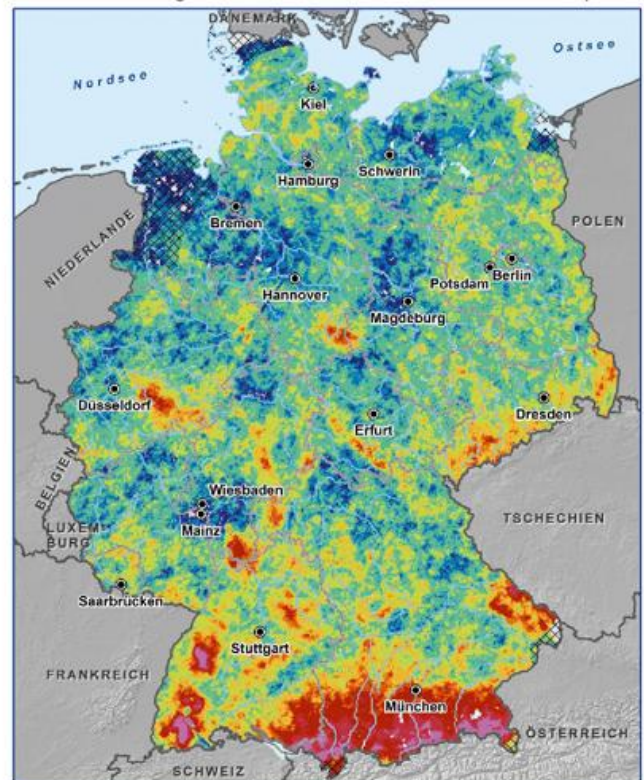 DÄNEMARK
Nordsee
Ostsee
Kiel
Schwerin
Hamburg
Bremen
NIEDERLANDE
POLEN
Berlin
Potsdam
Hannover
Magdeburg
Düsseldorf
Erfurt
Dresden
BELGIEN
Wiesbaden
Mainz
LUXEM-
BURG
TSCHECHIEN
Saarbrücken
Stuttgart
FRANKREICH
München
ÖSTERREICH
SCHWEIZ